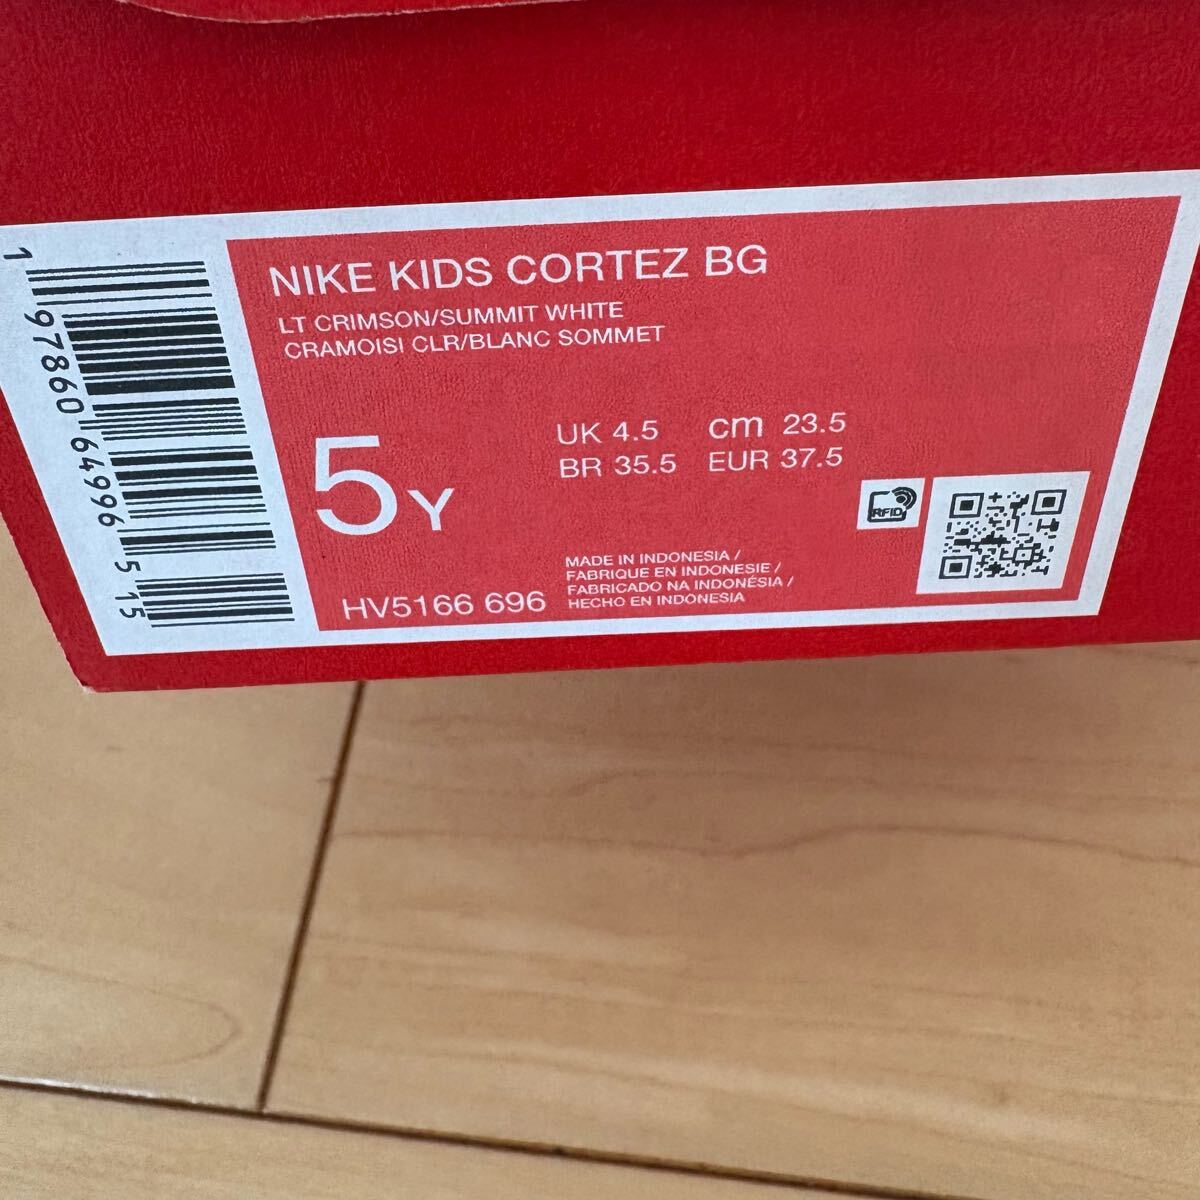 NIKE KIDS CORTEZ BG
LT CRIMSON/SUMMIT WHITE
CRAMOISI CLR/BLANC SOMMET
5Y
UK 4.5 cm 23.5
BR 35.5 EUR 37.5
RFID
HV5166 696
MADE IN INDONESIA /
FABRIQUE EN INDONESIE /
FABRICADO NA INDONÉSIA /
HECHO EN INDONESIA
1 97860 64996 5 15